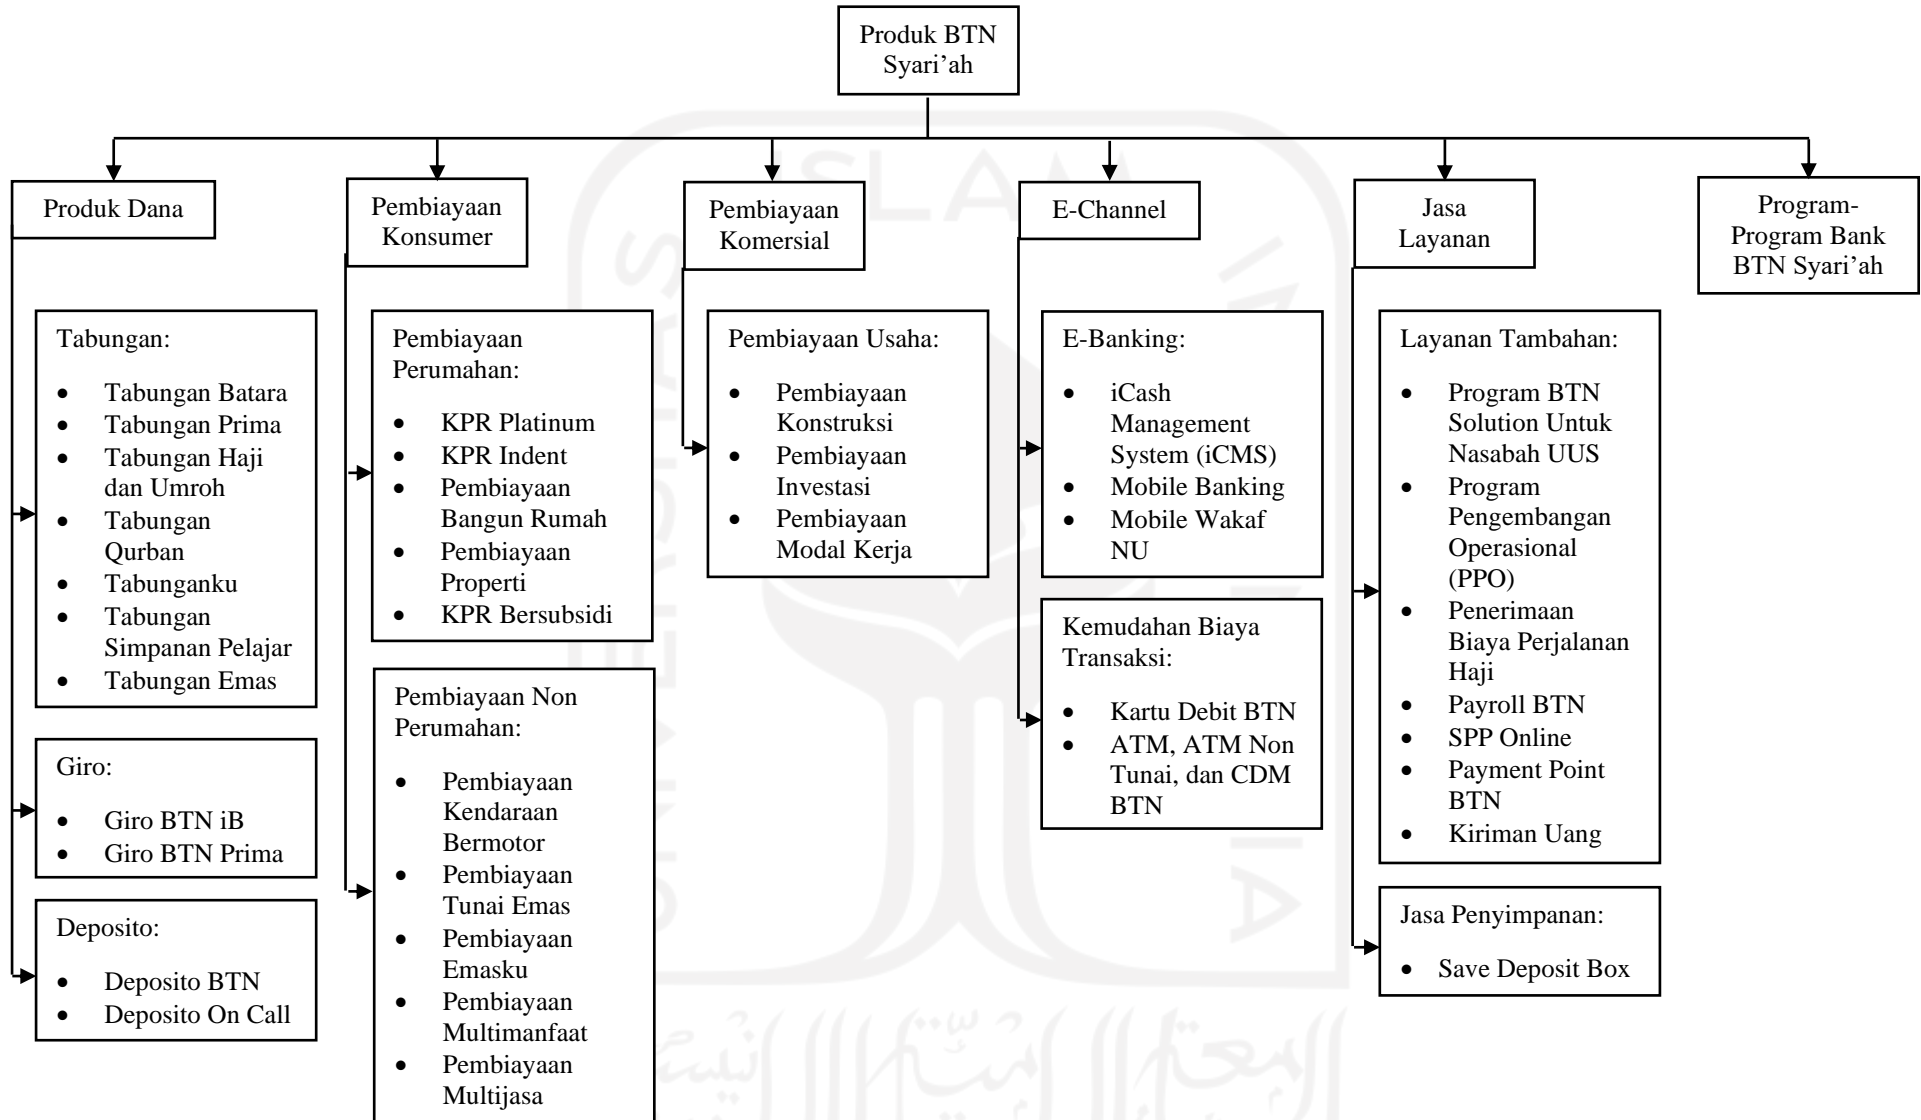 Produk BTN
Syari’ah
Produk Dana
Tabungan:
• Tabungan Batara
• Tabungan Prima
• Tabungan Haji
dan Umroh
• Tabungan
Qurban
• Tabunganku
• Tabungan
Simpanan Pelajar
• Tabungan Emas
Giro:
• Giro BTN iB
• Giro BTN Prima
Deposito:
• Deposito BTN
• Deposito On Call
Pembiayaan
Konsumer
Pembiayaan
Perumahan:
• KPR Platinum
• KPR Indent
• Pembiayaan
Bangun Rumah
• Pembiayaan
Properti
• KPR Bersubsidi
Pembiayaan Non
Perumahan:
• Pembiayaan
Kendaraan
Bermotor
• Pembiayaan
Tunai Emas
• Pembiayaan
Emasku
• Pembiayaan
Multimanfaat
• Pembiayaan
Multijasa
Pembiayaan
Komersial
Pembiayaan Usaha:
• Pembiayaan
Konstruksi
• Pembiayaan
Investasi
• Pembiayaan
Modal Kerja
E-Channel
E-Banking:
• iCash
Management
System (iCMS)
• Mobile Banking
• Mobile Wakaf
NU
Kemudahan Biaya
Transaksi:
• Kartu Debit BTN
• ATM, ATM Non
Tunai, dan CDM
BTN
Jasa
Layanan
Layanan Tambahan:
• Program BTN
Solution Untuk
Nasabah UUS
• Program
Pengembangan
Operasional
(PPO)
• Penerimaan
Biaya Perjalanan
Haji
• Payroll BTN
• SPP Online
• Payment Point
BTN
• Kiriman Uang
Jasa Penyimpanan:
• Save Deposit Box
Program-
Program Bank
BTN Syari’ah
ISLAM